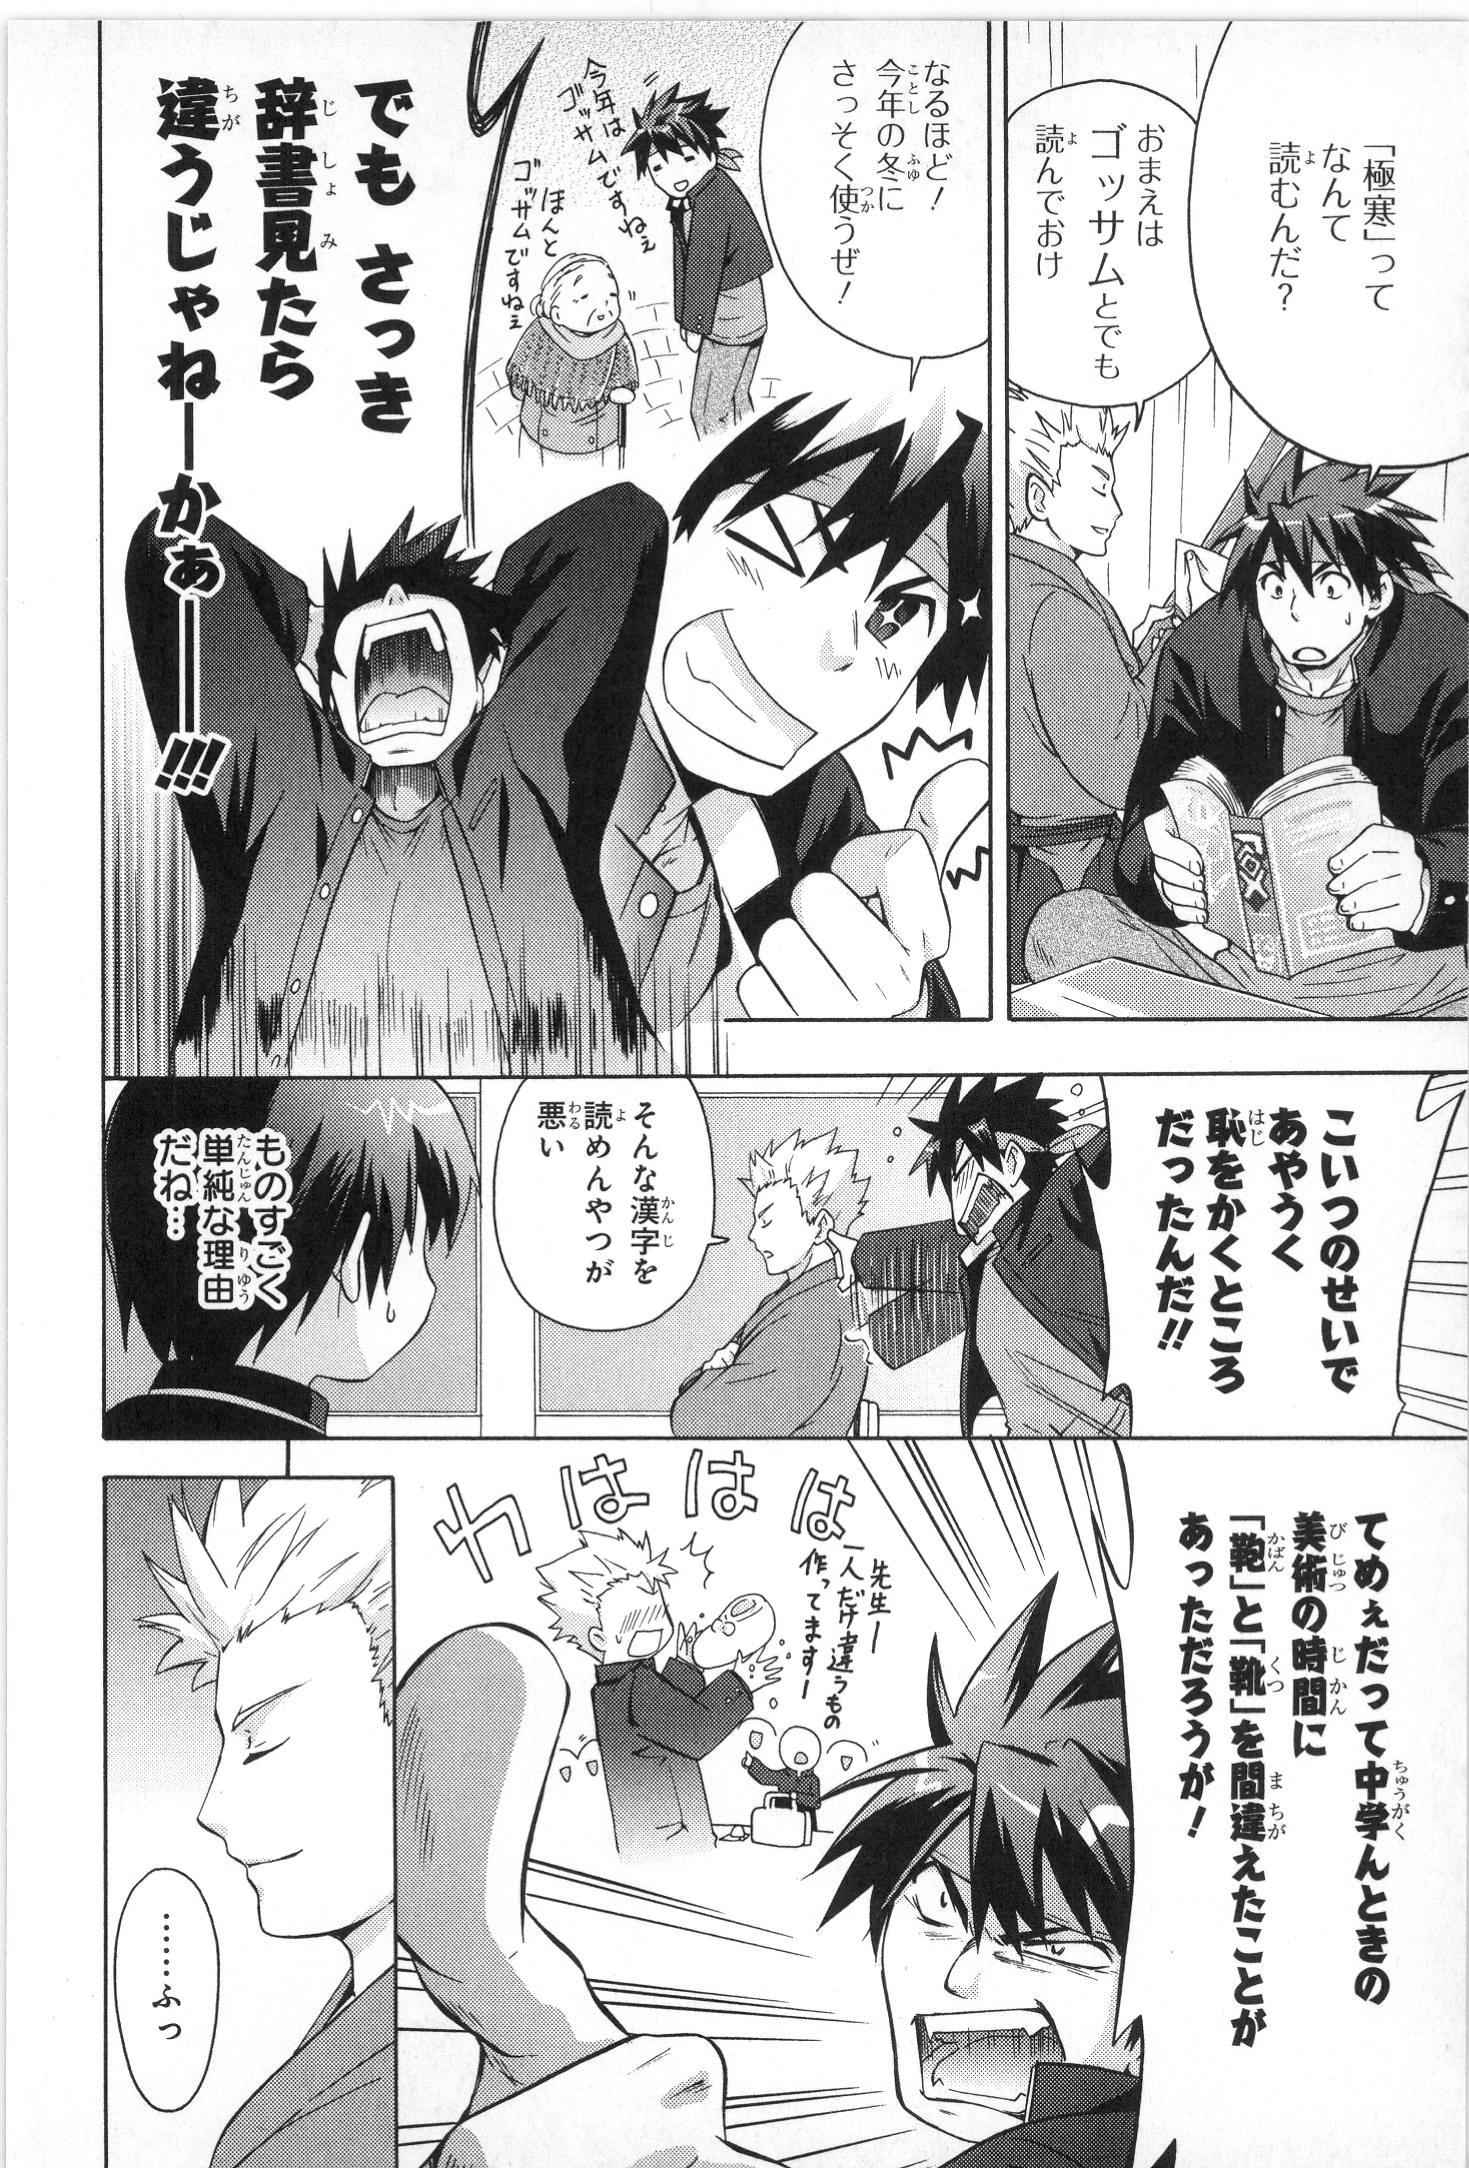 「極寒」って
なんて
読むんだ？
おまえは
ゴッサムとでも
読んでおけ
なるほど！
今年の冬に
さっそく使うぜ！
今年は
ゴッサムですねぇ
ほんと
ゴッサムですねぇ
でも さっき
辞書見たら
違うじゃねーかぁー!!!
こいつのせいで
あやうく
恥をかくところ
だったんだ!!
そんな漢字を
読めんやつが
悪い
ものすごく
単純な理由
だね…
てめぇだって中学んときの
美術の時間に
「鞄」と「靴」を間違えたことが
あっただろうが！
先生ー
一人だけ違うもの
作ってますー
わははは
……ふっ